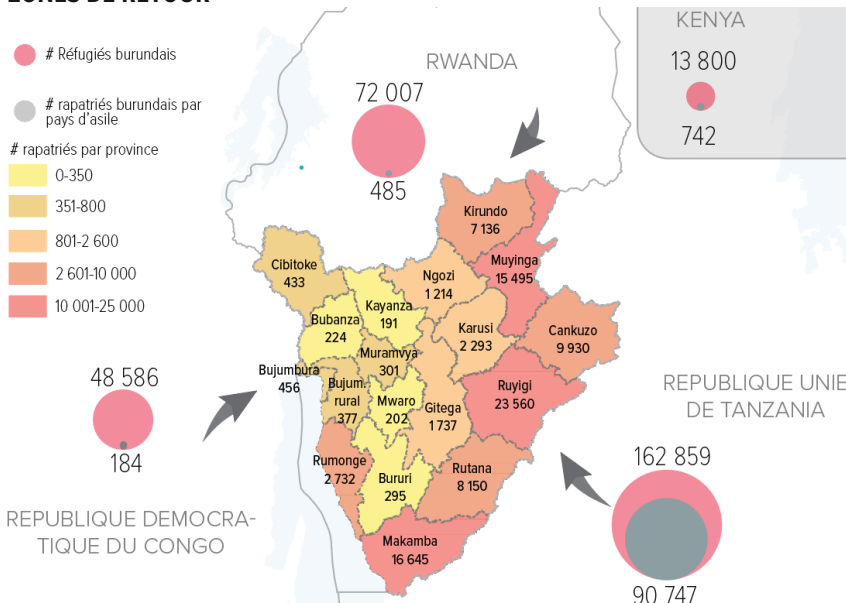 ZONES DE RETOUR
# Réfugiés burundais
# rapatriés burundais par
pays d'asile
# rapatriés par province
0-350
351-800
801-2 600
2 601-10 000
10 001-25 000
RWANDA
72 007
485
KENYA
13 800
742
Kirundo
7 136
Muyinga
15 495
Cibitoke
433
Ngozi
1 214
Kayanza
191
Bubanza
224
Karusi
2 293
Cankuzo
9 930
Muramvya
301
Bujumbura
456
Bujum.
rural
377
Mwaro
202
Gitega
1 737
Ruyigi
23 560
Rumonge
2 732
Bururi
295
Rutana
8 150
Makamba
16 645
48 586
184
REPUBLIQUE DEMOCRA-
TIQUE DU CONGO
REPUBLIQUE UNIE
DE TANZANIA
162 859
90 747